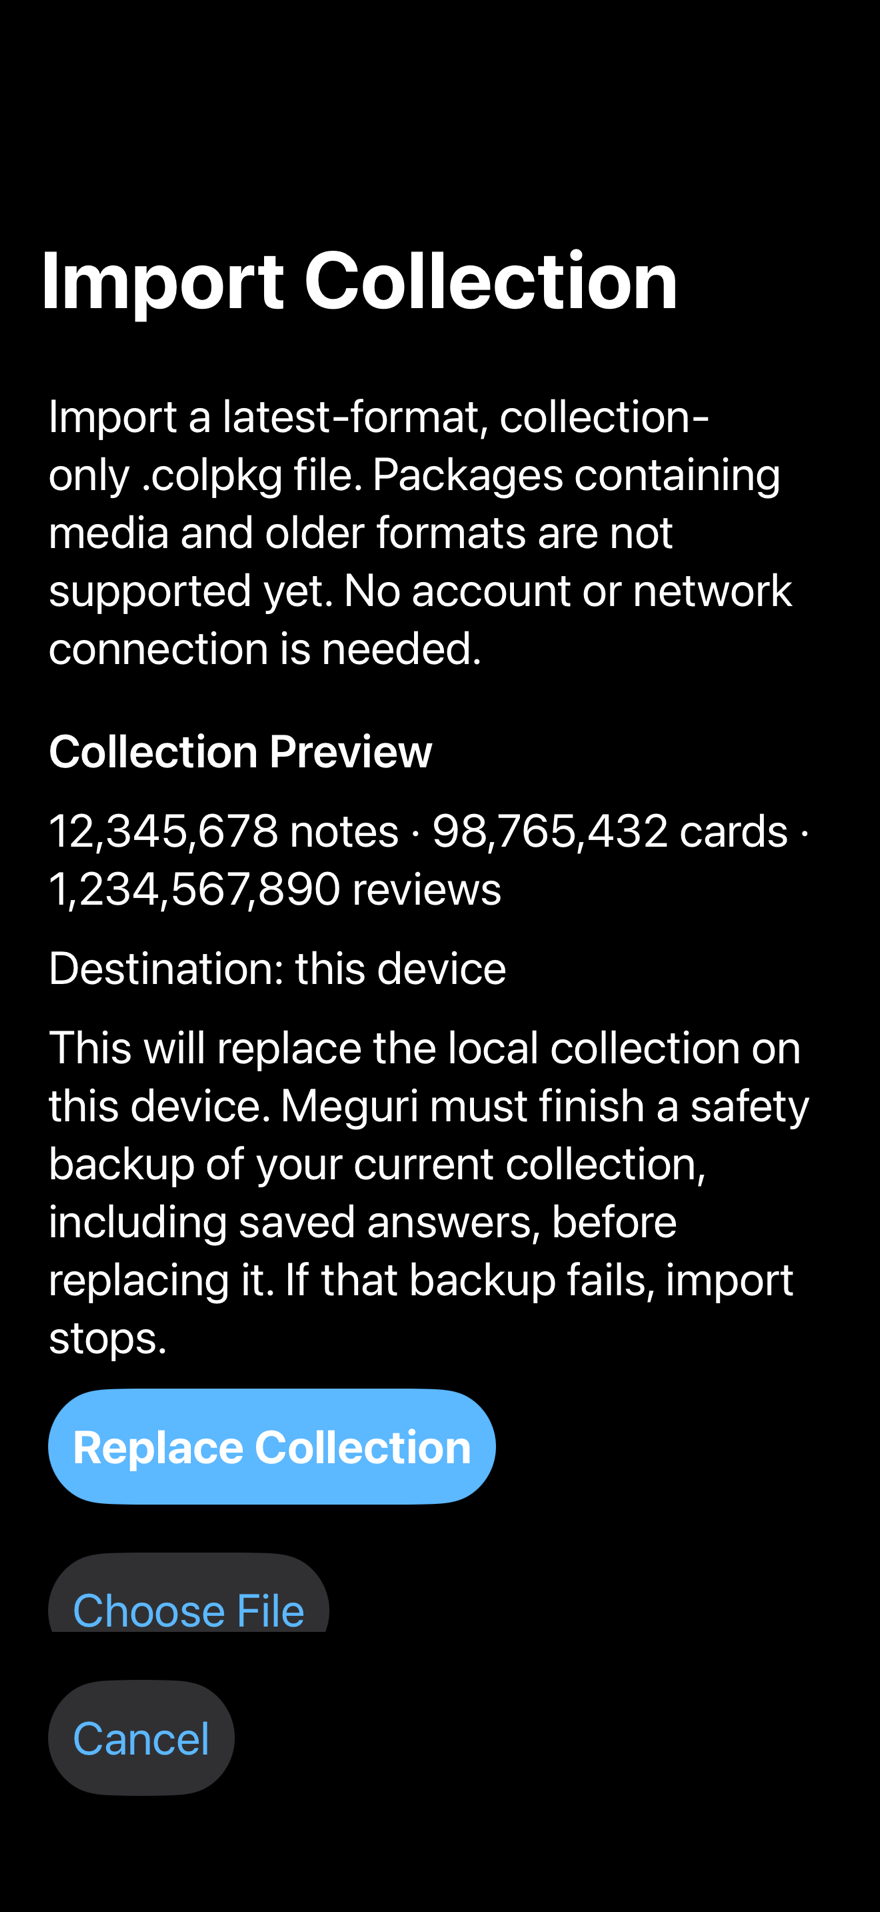 Import Collection
Import a latest-format, collection-
only .colpkg file. Packages containing
media and older formats are not
supported yet. No account or network
connection is needed.
Collection Preview
12,345,678 notes · 98,765,432 cards ·
1,234,567,890 reviews
Destination: this device
This will replace the local collection on
this device. Meguri must finish a safety
backup of your current collection,
including saved answers, before
replacing it. If that backup fails, import
stops.
Replace Collection
Choose File
Cancel